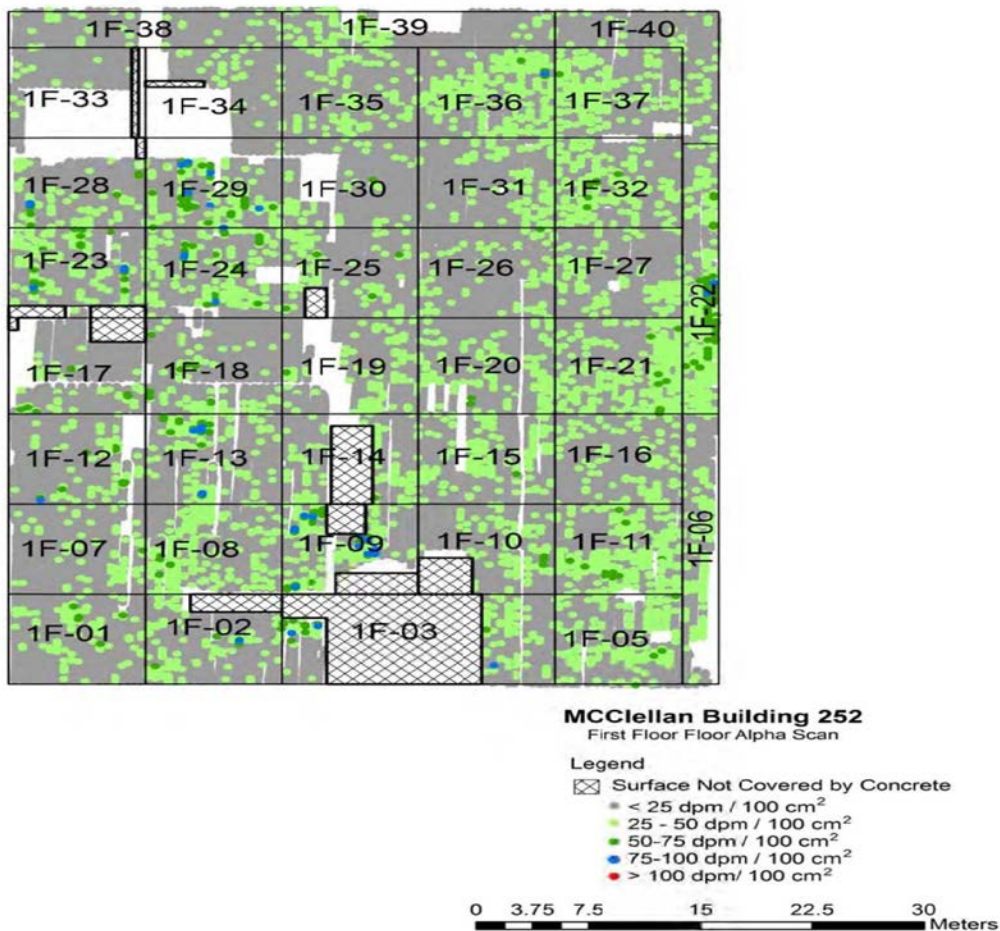 1F-38 1F-39 1F-40
1F-33 1F-34 1F-35 1F-36 1F-37
1F-28 1F-29 1F-30 1F-31 1F-32
1F-23 1F-24 1F-25 1F-26 1F-27
1F-22
1F-17 1F-18 1F-19 1F-20 1F-21
1F-12 1F-13 1F-14 1F-15 1F-16
1F-07 1F-08 1F-09 1F-10 1F-11
1F-06
1F-01 1F-02 1F-03 1F-05
MCClellan Building 252
First Floor Floor Alpha Scan
Legend
Surface Not Covered by Concrete
< 25 dpm / 100 cm²
25 - 50 dpm / 100 cm²
50-75 dpm / 100 cm²
75-100 dpm / 100 cm²
> 100 dpm/ 100 cm²
0 3.75 7.5 15 22.5 30
Meters